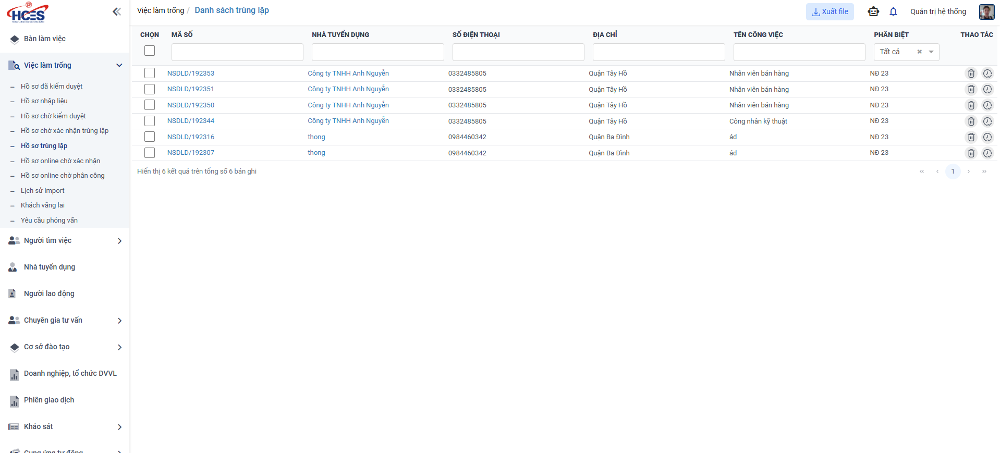 HCES
Việc làm trống / Danh sách trùng lặp
Xuất file
Quản trị hệ thống
Bàn làm việc
Việc làm trống
– Hồ sơ đã kiểm duyệt
– Hồ sơ nhập liệu
– Hồ sơ chờ kiểm duyệt
– Hồ sơ chờ xác nhận trùng lặp
– Hồ sơ trùng lặp
– Hồ sơ online chờ xác nhận
– Hồ sơ online chờ phân công
– Lịch sử import
– Khách vãng lai
– Yêu cầu phỏng vấn
Người tìm việc
Nhà tuyển dụng
Người lao động
Chuyên gia tư vấn
Cơ sở đào tạo
Doanh nghiệp, tổ chức DVVL
Phiên giao dịch
Khảo sát
Cung ứng tự động
CHỌN MÃ SỐ NHÀ TUYỂN DỤNG SỐ ĐIỆN THOẠI ĐỊA CHỈ TÊN CÔNG VIỆC PHÂN BIỆT THAO TÁC
Tất cả ×
NSDLD/192353 Công ty TNHH Anh Nguyễn 0332485805 Quận Tây Hồ Nhân viên bán hàng NĐ 23
NSDLD/192351 Công ty TNHH Anh Nguyễn 0332485805 Quận Tây Hồ Nhân viên bán hàng NĐ 23
NSDLD/192350 Công ty TNHH Anh Nguyễn 0332485805 Quận Tây Hồ Nhân viên bán hàng NĐ 23
NSDLD/192344 Công ty TNHH Anh Nguyễn 0332485805 Quận Tây Hồ Công nhân kỹ thuật NĐ 23
NSDLD/192316 thong 0984460342 Quận Ba Đình ád NĐ 23
NSDLD/192307 thong 0984460342 Quận Ba Đình ád NĐ 23
Hiển thị 6 kết quả trên tổng số 6 bản ghi
« ‹ 1 › »